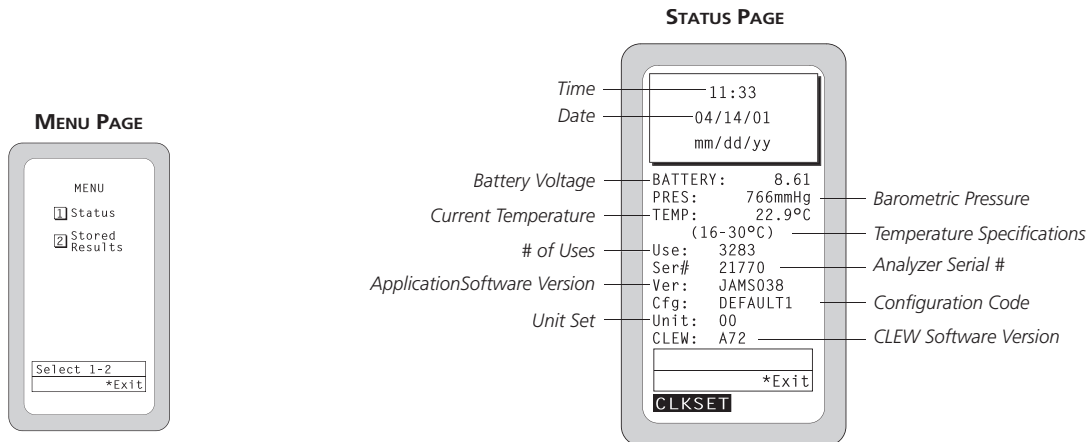 MENU PAGE
MENU
1 Status
2 Stored
Results
Select 1-2
*Exit
STATUS PAGE
Time
11:33
Date
04/14/01
mm/dd/yy
Battery Voltage
BATTERY: 8.61
PRES: 766mmHg
Barometric Pressure
Current Temperature
TEMP: 22.9°C
(16-30°C)
Temperature Specifications
# of Uses
Use: 3283
Ser# 21770
Analyzer Serial #
ApplicationSoftware Version
Ver: JAMS038
Cfg: DEFAULT1
Configuration Code
Unit Set
Unit: 00
CLEW: A72
CLEW Software Version
*Exit
CLKSET